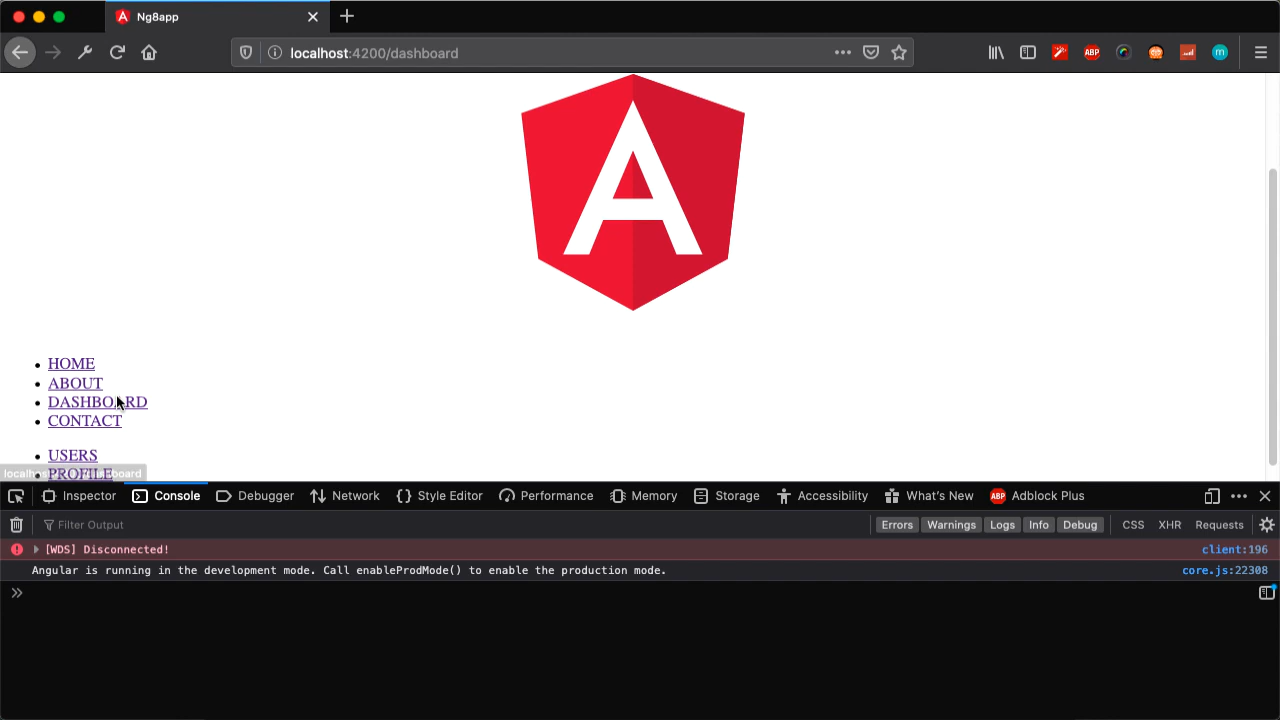 Ng8app
localhost:4200/dashboard
ABP
m
A
HOME
ABOUT
DASHBOARD
CONTACT
USERS
PROFILE
Inspector Console Debugger Network Style Editor Performance Memory Storage Accessibility What's New ABP Adblock Plus
Filter Output Errors Warnings Logs Info Debug CSS XHR Requests
[WDS] Disconnected! client:196
Angular is running in the development mode. Call enableProdMode() to enable the production mode. core.js:22308